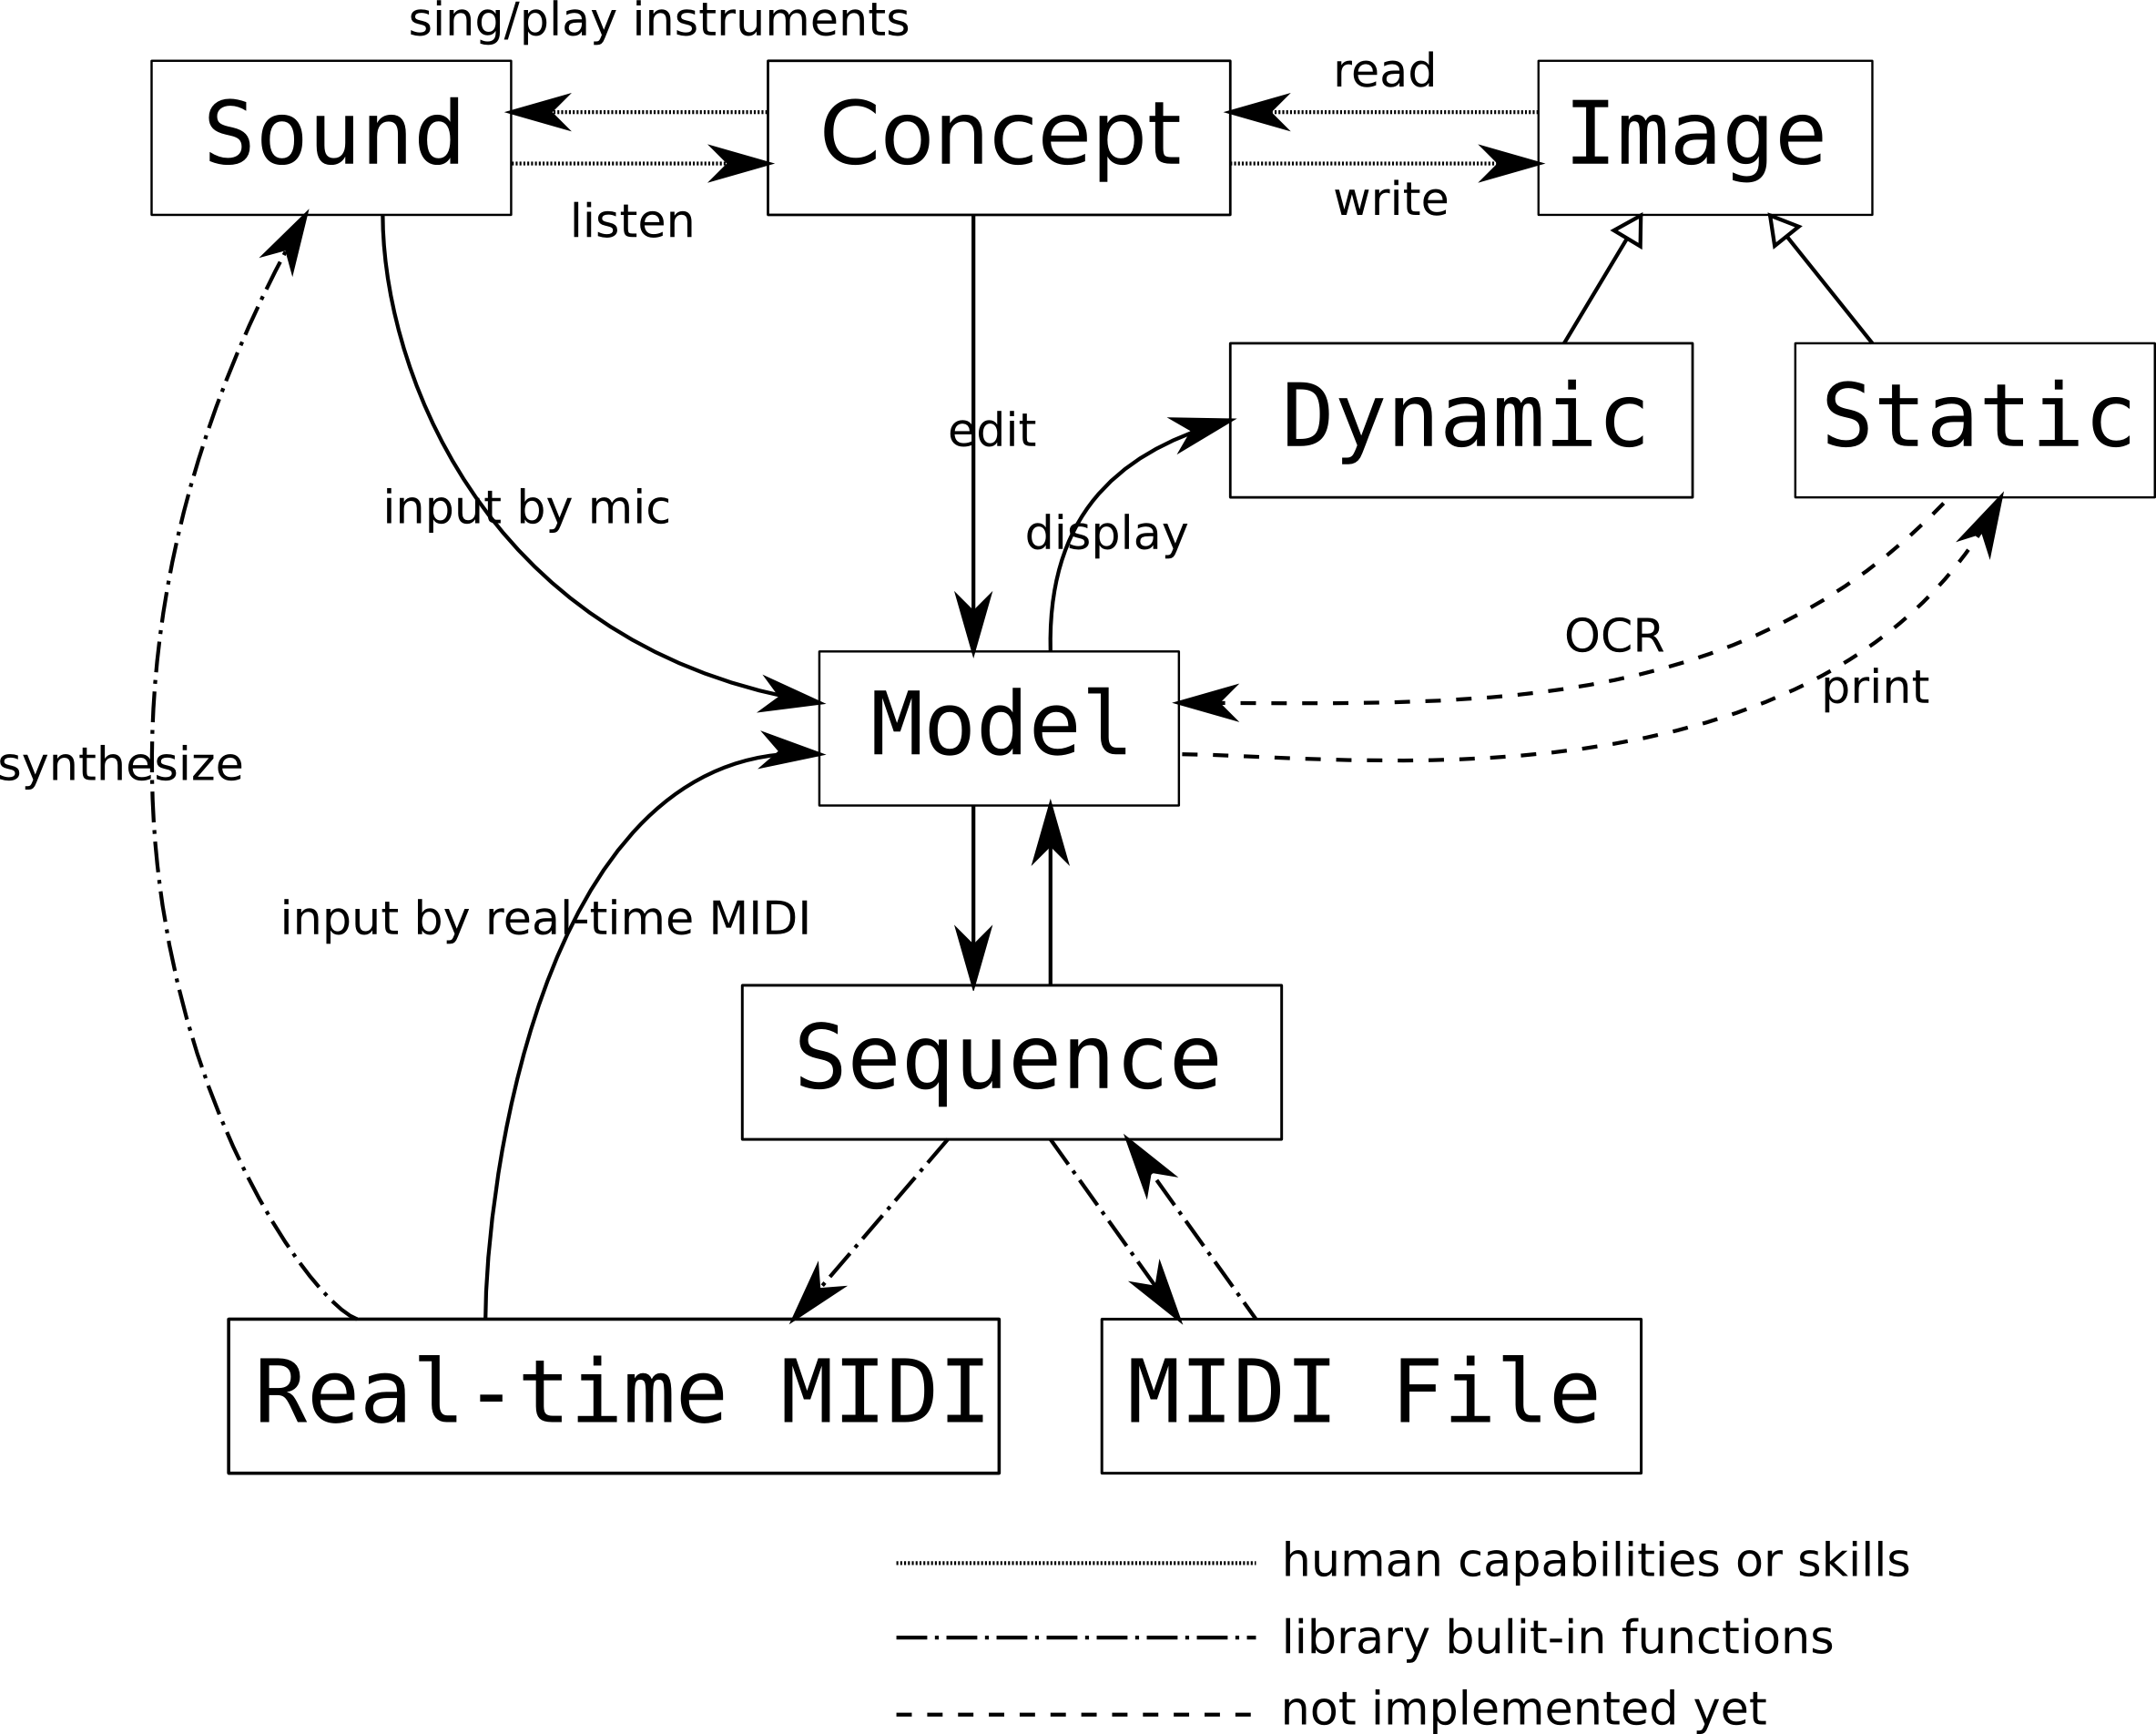 sing/play instruments
read
Sound
Concept
Image
listen
write
Dynamic
Static
edit
input by mic
display
OCR
print
Model
synthesize
input by real-time MIDI
Sequence
Real-time MIDI
MIDI File
human capabilities or skills
library bulit-in functions
not implemented yet